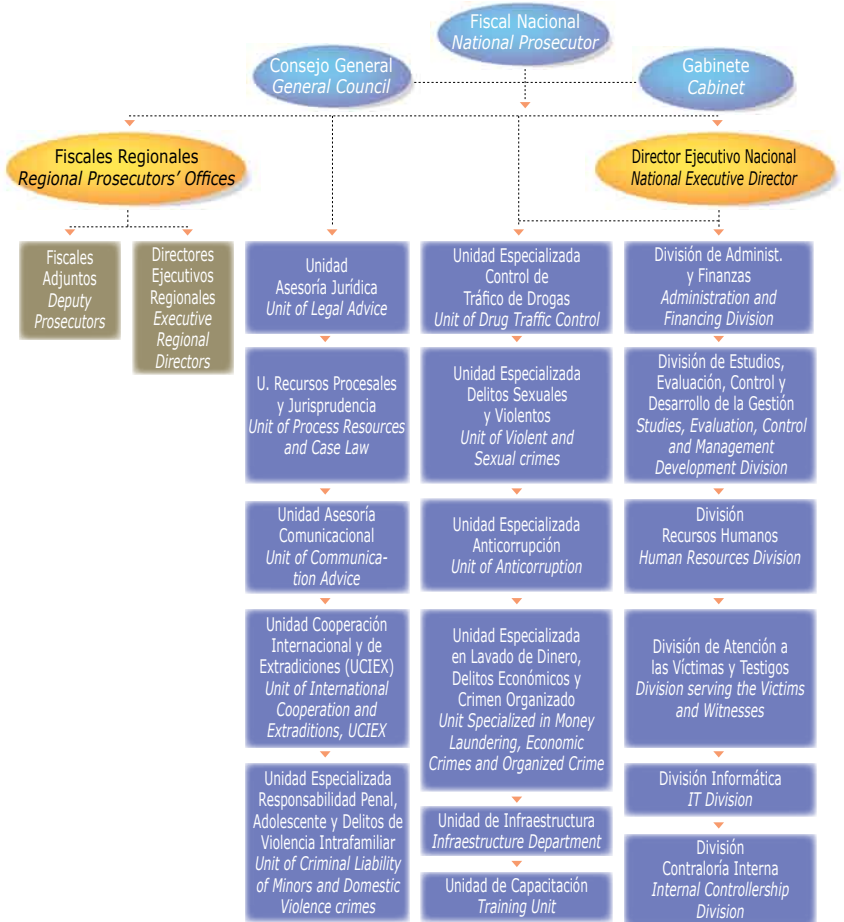 Fiscal Nacional
National Prosecutor
Consejo General
General Council
Gabinete
Cabinet
Fiscales Regionales
Regional Prosecutors' Offices
Director Ejecutivo Nacional
National Executive Director
Fiscales
Adjuntos
Deputy
Prosecutors
Directores
Ejecutivos
Regionales
Executive
Regional
Directors
Unidad
Asesoría Jurídica
Unit of Legal Advice
U. Recursos Procesales
y Jurisprudencia
Unit of Process Resources
and Case Law
Unidad Asesoría
Comunicacional
Unit of Communica-
tion Advice
Unidad Cooperación
Internacional y de
Extradiciones (UCIEX)
Unit of International
Cooperation and
Extraditions, UCIEX
Unidad Especializada
Responsabilidad Penal,
Adolescente y Delitos de
Violencia Intrafamiliar
Unit of Criminal Liability
of Minors and Domestic
Violence crimes
Unidad Especializada
Control de
Tráfico de Drogas
Unit of Drug Traffic Control
Unidad Especializada
Delitos Sexuales
y Violentos
Unit of Violent and
Sexual crimes
Unidad Especializada
Anticorrupción
Unit of Anticorruption
Unidad Especializada
en Lavado de Dinero,
Delitos Económicos y
Crimen Organizado
Unit Specialized in Money
Laundering, Economic
Crimes and Organized Crime
Unidad de Infraestructura
Infraestructure Department
Unidad de Capacitación
Training Unit
División de Administ.
y Finanzas
Administration and
Financing Division
División de Estudios,
Evaluación, Control y
Desarrollo de la Gestión
Studies, Evaluation, Control
and Management
Development Division
División
Recursos Humanos
Human Resources Division
División de Atención a
las Víctimas y Testigos
Division serving the Victims
and Witnesses
División Informática
IT Division
División
Contraloría Interna
Internal Controllership
Division